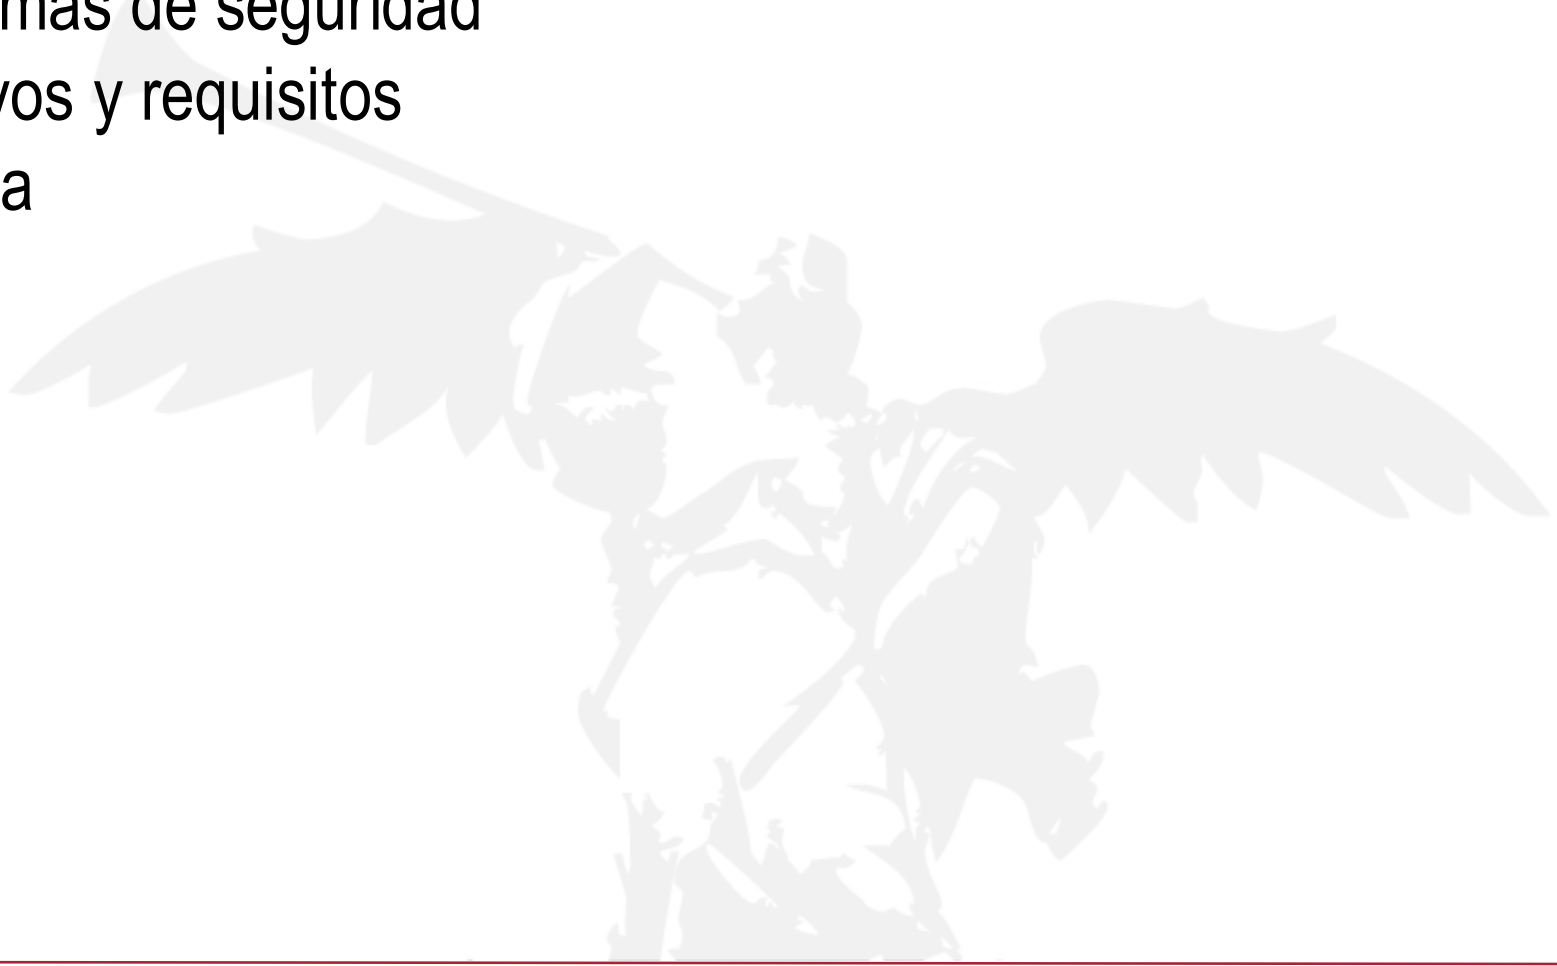 mas de seguridad
vos y requisitos
a